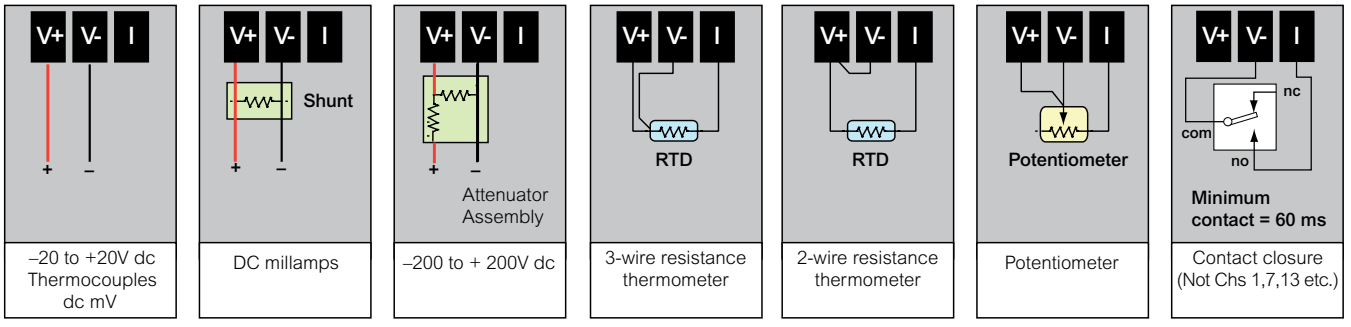 V+ V- I
+ –
–20 to +20V dc
Thermocouples
dc mV
V+ V- I
Shunt
+ –
DC millamps
V+ V- I
+ –
Attenuator
Assembly
–200 to + 200V dc
V+ V- I
RTD
3-wire resistance
thermometer
V+ V- I
RTD
2-wire resistance
thermometer
V+ V- I
Potentiometer
Potentiometer
V+ V- I
nc
com
no
Minimum
contact = 60 ms
Contact closure
(Not Chs 1,7,13 etc.)